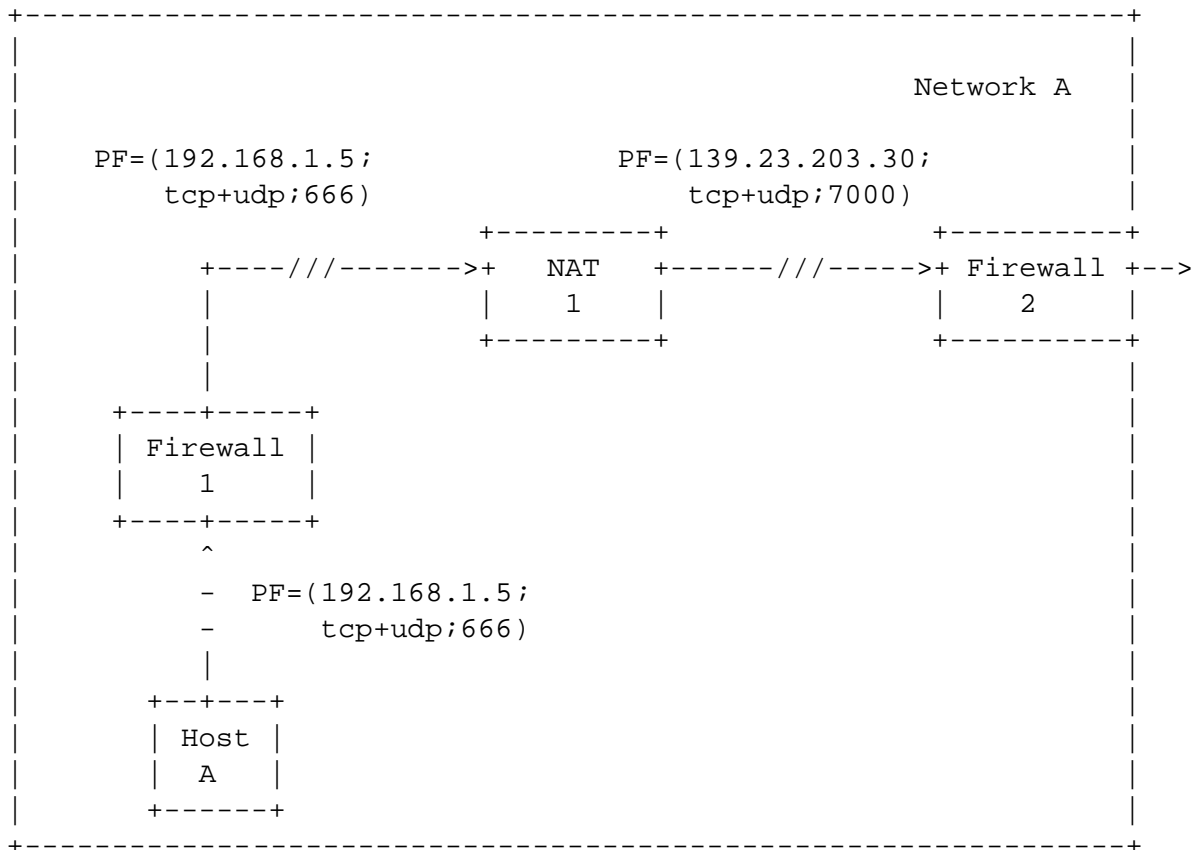 Network A
PF=(192.168.1.5; PF=(139.23.203.30;
tcp+udp;666) tcp+udp;7000)
NAT Firewall
1 2
Firewall
1
PF=(192.168.1.5;
tcp+udp;666)
Host
A